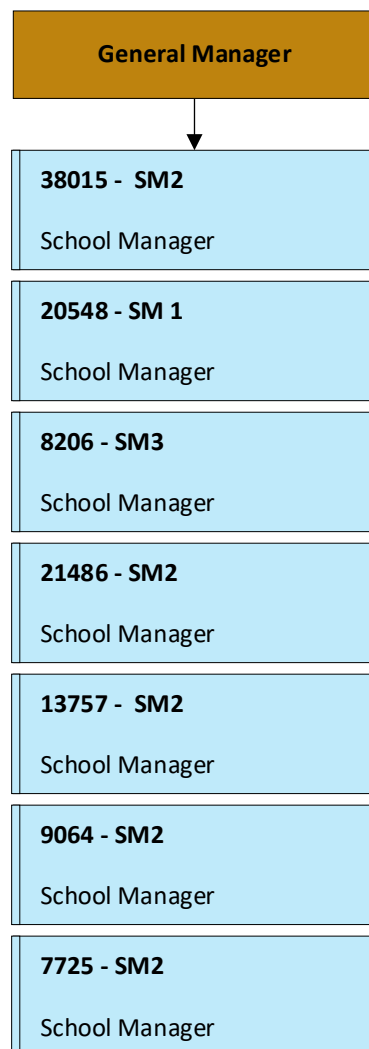 General Manager
38015 - SM2
School Manager
20548 - SM 1
School Manager
8206 - SM3
School Manager
21486 - SM2
School Manager
13757 - SM2
School Manager
9064 - SM2
School Manager
7725 - SM2
School Manager